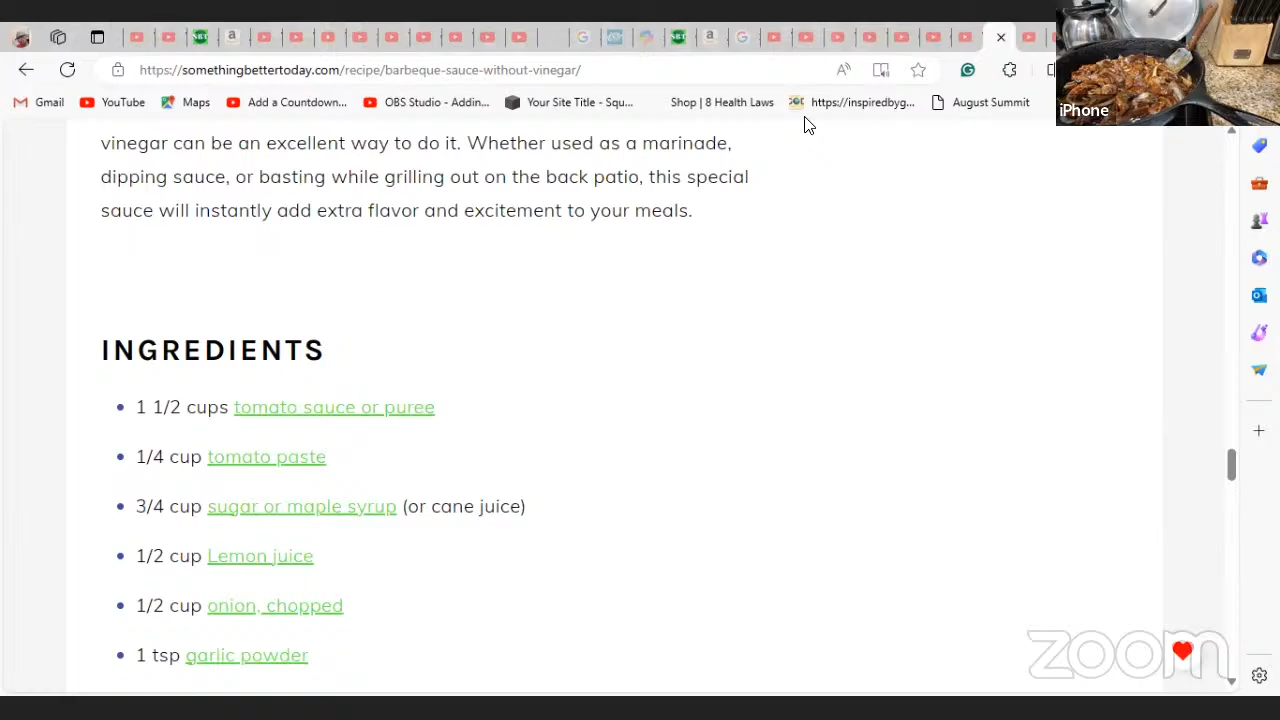 https://somethingbettertoday.com/recipe/barbeque-sauce-without-vinegar/
Gmail YouTube Maps Add a Countdown... OBS Studio - Addin... Your Site Title - Squ... Shop | 8 Health Laws https://inspiredbyg... August Summit
iPhone
vinegar can be an excellent way to do it. Whether used as a marinade,
dipping sauce, or basting while grilling out on the back patio, this special
sauce will instantly add extra flavor and excitement to your meals.
INGREDIENTS
1 1/2 cups tomato sauce or puree
1/4 cup tomato paste
3/4 cup sugar or maple syrup (or cane juice)
1/2 cup Lemon juice
1/2 cup onion, chopped
1 tsp garlic powder
zoom